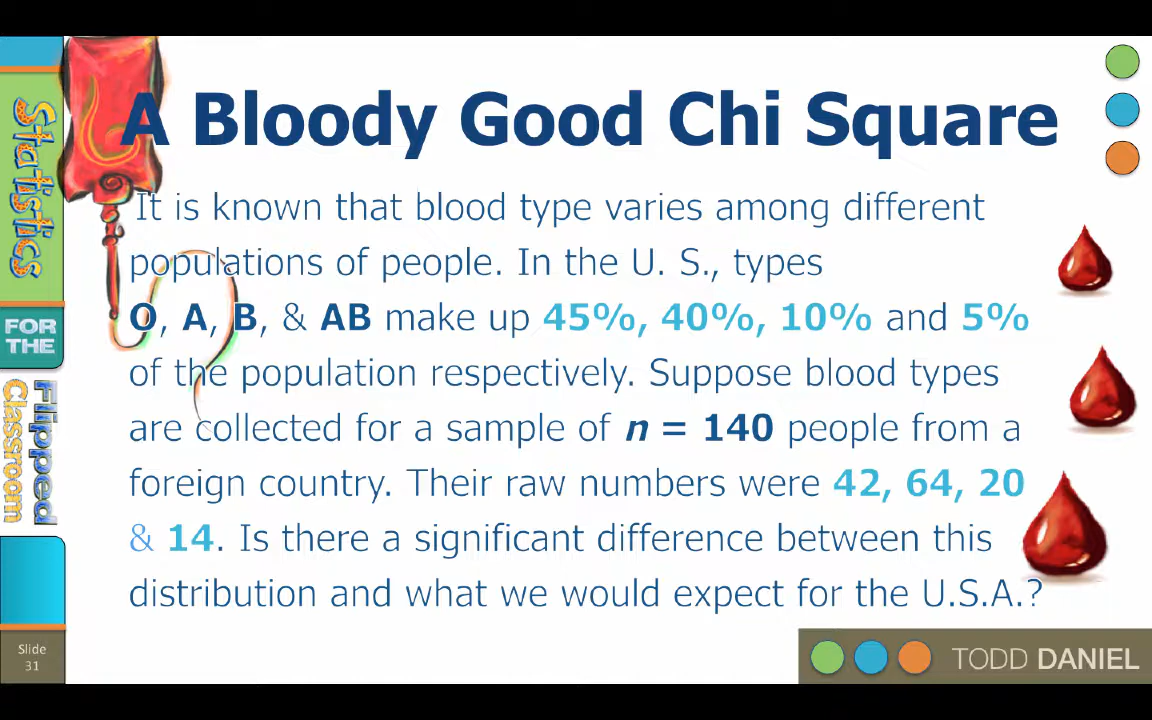 A Bloody Good Chi Square
It is known that blood type varies among different
populations of people. In the U. S., types
O, A, B, & AB make up 45%, 40%, 10% and 5%
of the population respectively. Suppose blood types
are collected for a sample of n = 140 people from a
foreign country. Their raw numbers were 42, 64, 20
& 14. Is there a significant difference between this
distribution and what we would expect for the U.S.A.?
Statistics
FOR
THE
Flipped
Classroom
Slide
31
TODD DANIEL